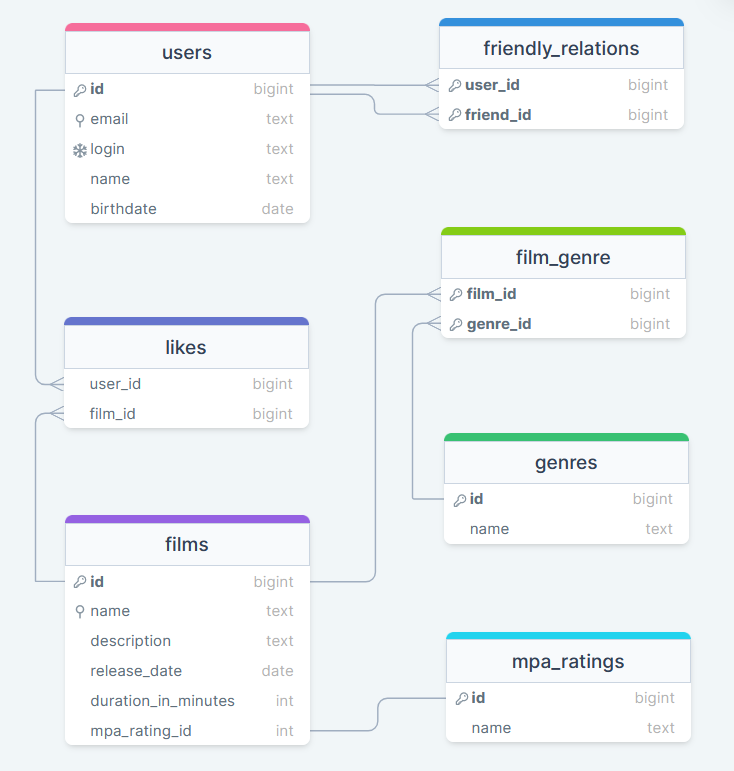 users
id bigint
email text
login text
name text
birthdate date
friendly_relations
user_id bigint
friend_id bigint
film_genre
film_id bigint
genre_id bigint
likes
user_id bigint
film_id bigint
genres
id bigint
name text
films
id bigint
name text
description text
release_date date
duration_in_minutes int
mpa_rating_id int
mpa_ratings
id bigint
name text